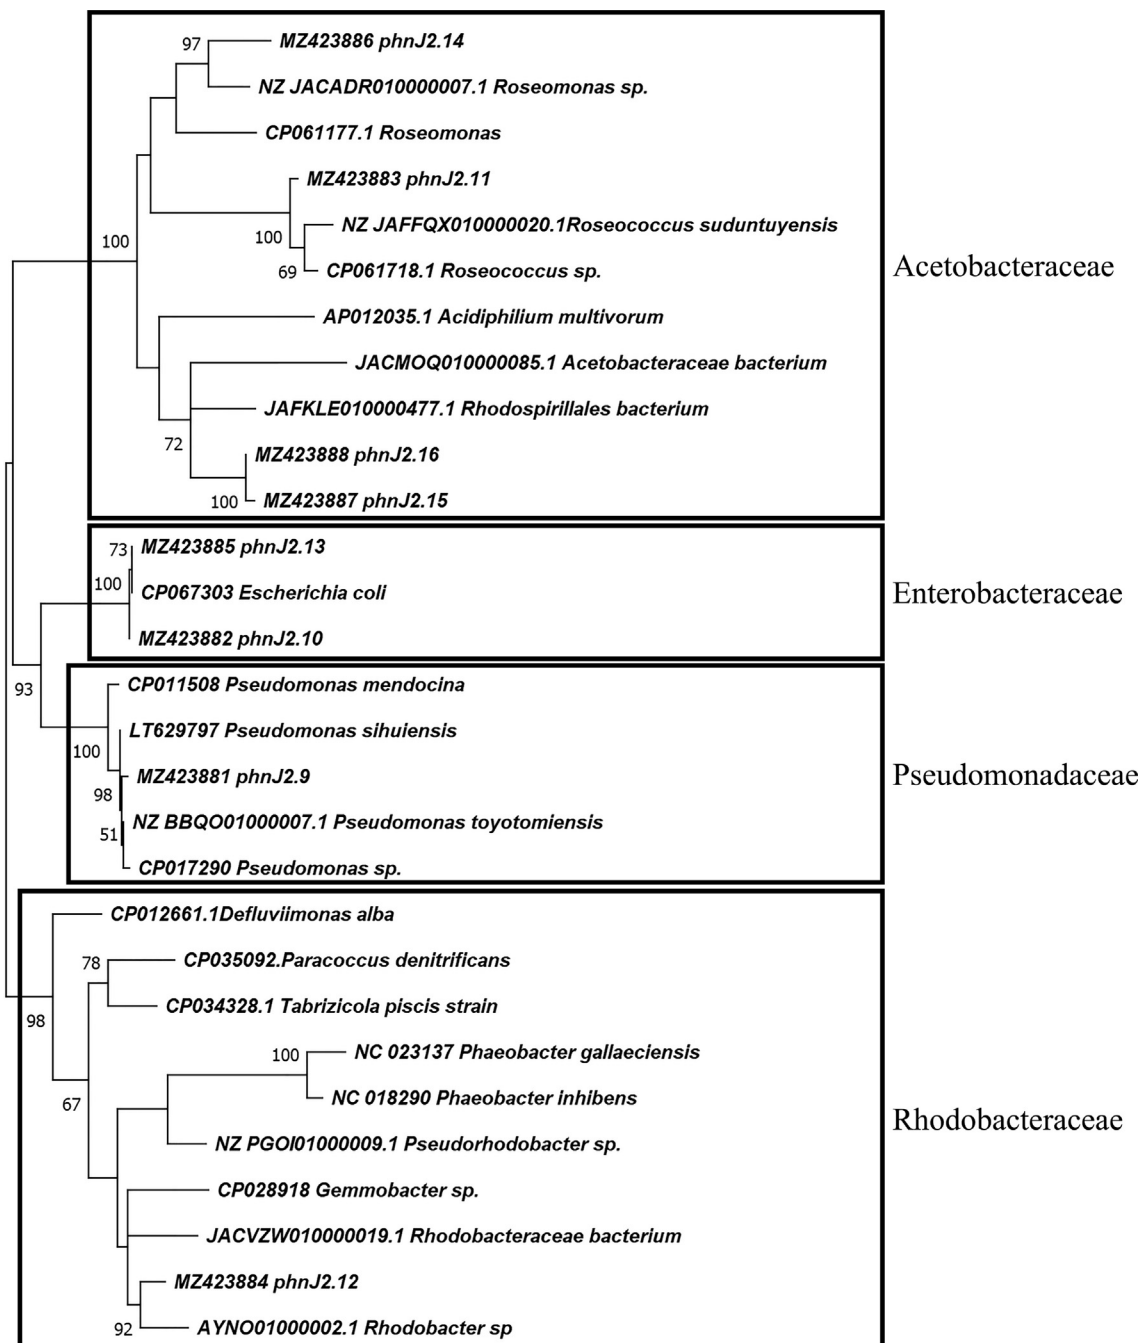 97
MZ423886 phnJ2.14
NZ JACADR010000007.1 Roseomonas sp.
CP061177.1 Roseomonas
MZ423883 phnJ2.11
NZ JAFFQX010000020.1Roseococcus suduntuyensis
100
100
CP061718.1 Roseococcus sp.
69
Acetobacteraceae
AP012035.1 Acidiphilium multivorum
JACMOQ010000085.1 Acetobacteraceae bacterium
JAFKLE010000477.1 Rhodospirillales bacterium
72
MZ423888 phnJ2.16
100
MZ423887 phnJ2.15
73
MZ423885 phnJ2.13
100
CP067303 Escherichia coli
Enterobacteraceae
MZ423882 phnJ2.10
93
CP011508 Pseudomonas mendocina
LT629797 Pseudomonas sihuiensis
100
MZ423881 phnJ2.9
Pseudomonadaceae
98
NZ BBQO01000007.1 Pseudomonas toyotomiensis
51
CP017290 Pseudomonas sp.
CP012661.1Defluviimonas alba
78
CP035092.Paracoccus denitrificans
CP034328.1 Tabrizicola piscis strain
98
100
NC 023137 Phaeobacter gallaeciensis
NC 018290 Phaeobacter inhibens
67
Rhodobacteraceae
NZ PGOI01000009.1 Pseudorhodobacter sp.
CP028918 Gemmobacter sp.
JACVZW010000019.1 Rhodobacteraceae bacterium
MZ423884 phnJ2.12
92
AYNO01000002.1 Rhodobacter sp